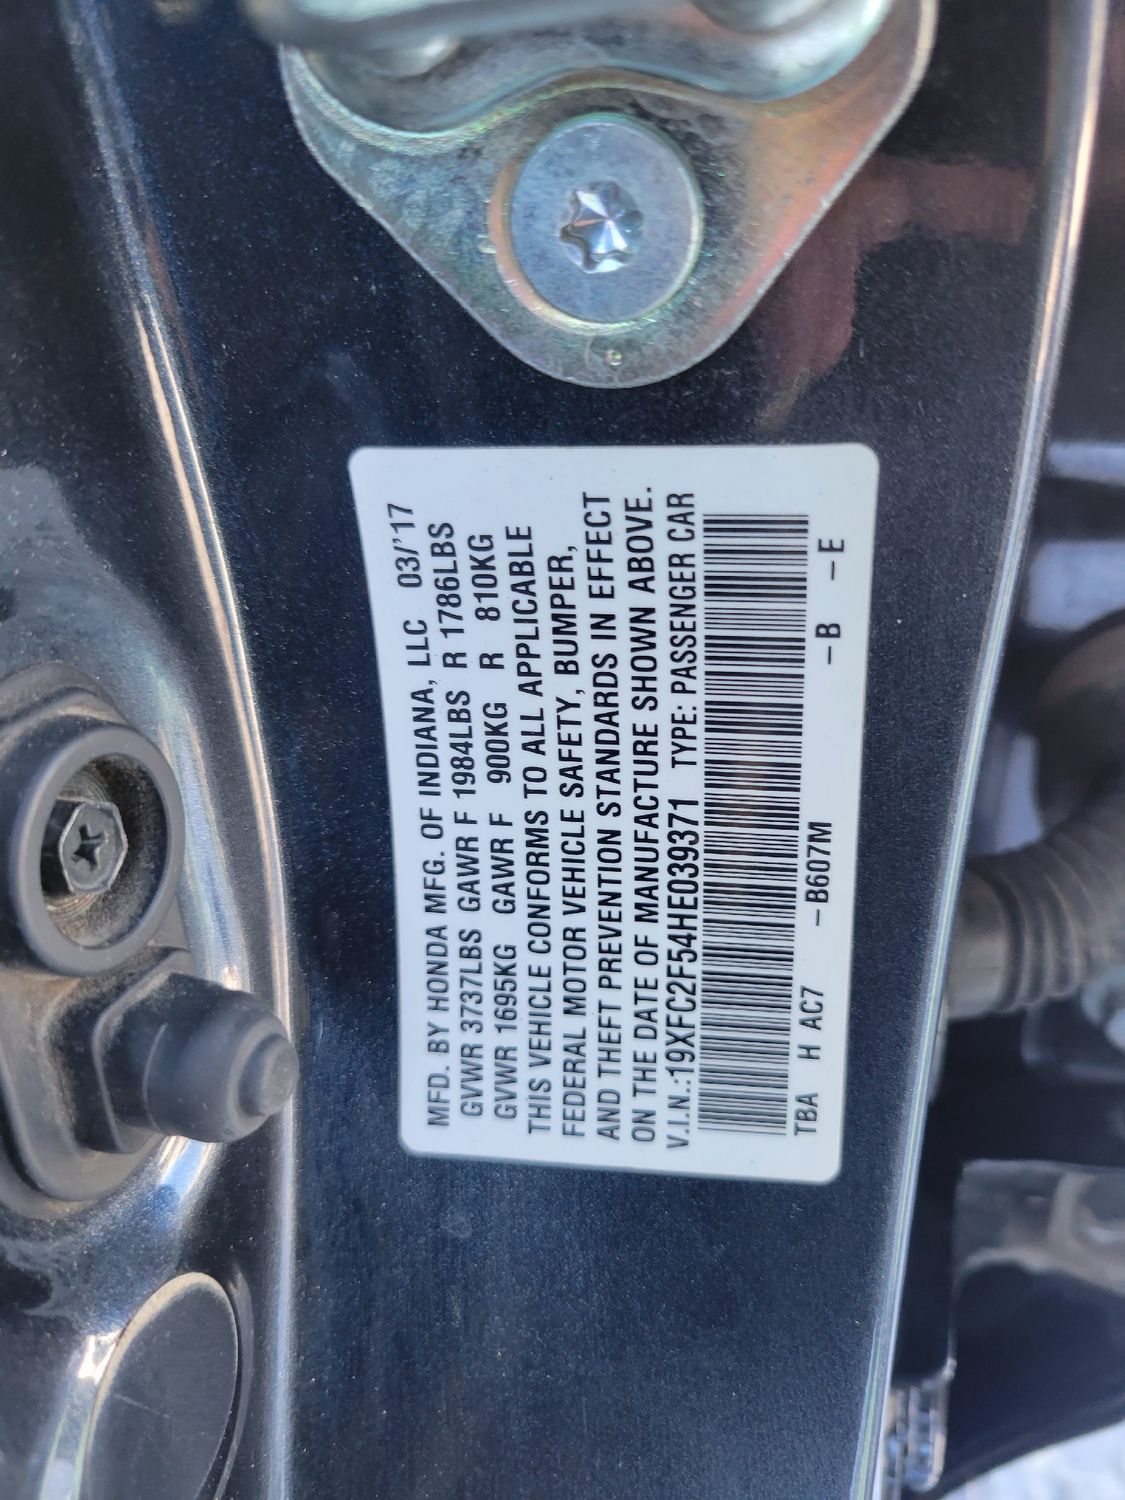 MFD. BY HONDA MFG. OF INDIANA, LLC 03/'17
GVWR 3737LBS GAWR F 1984LBS R 1786LBS
GVWR 1695KG GAWR F 900KG R 810KG
THIS VEHICLE CONFORMS TO ALL APPLICABLE
FEDERAL MOTOR VEHICLE SAFETY, BUMPER,
AND THEFT PREVENTION STANDARDS IN EFFECT
ON THE DATE OF MANUFACTURE SHOWN ABOVE.
V.I.N.:19XFC2F54HE039371 TYPE: PASSENGER CAR
TBA H AC7 -B607M -B -E